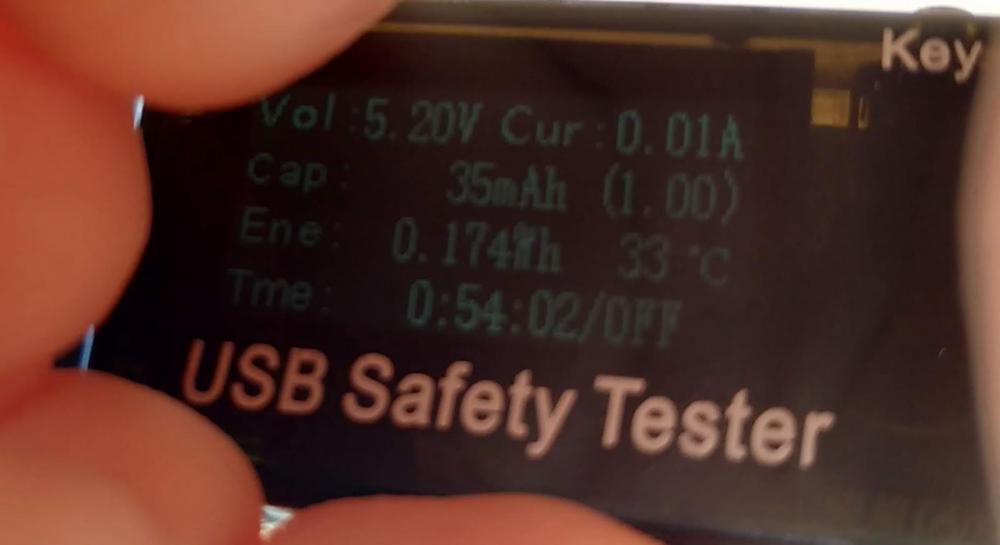 Key
Vol:5.20V Cur:0.01A
Cap: 35mAh (1.00)
Ene: 0.174Wh 33°C
Tme: 0:54:02/OFF
USB Safety Tester